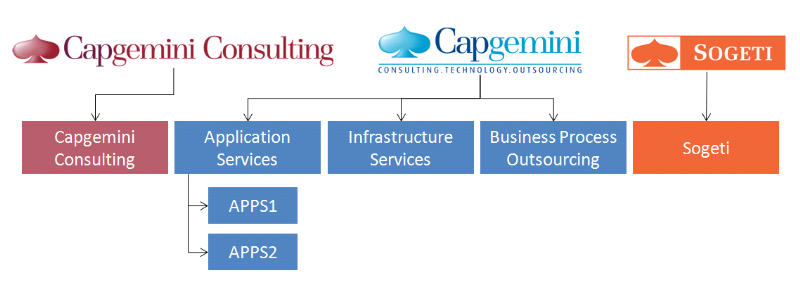 Capgemini Consulting
Capgemini
CONSULTING.TECHNOLOGY.OUTSOURCING
SOGETI
Capgemini
Consulting
Application
Services
Infrastructure
Services
Business Process
Outsourcing
Sogeti
APPS1
APPS2